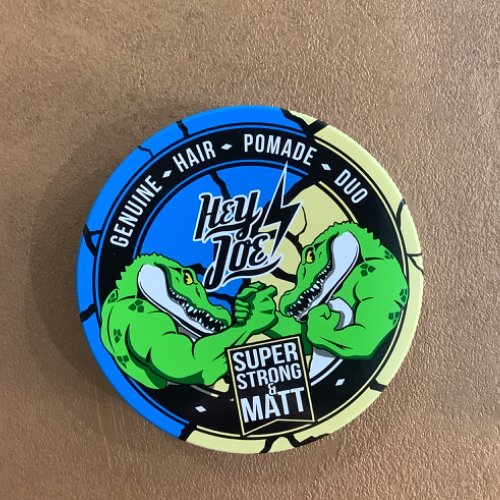 GENUINE • HAIR • POMADE • DUO
HEY
JOE!
SUPER
STRONG
&
MATT